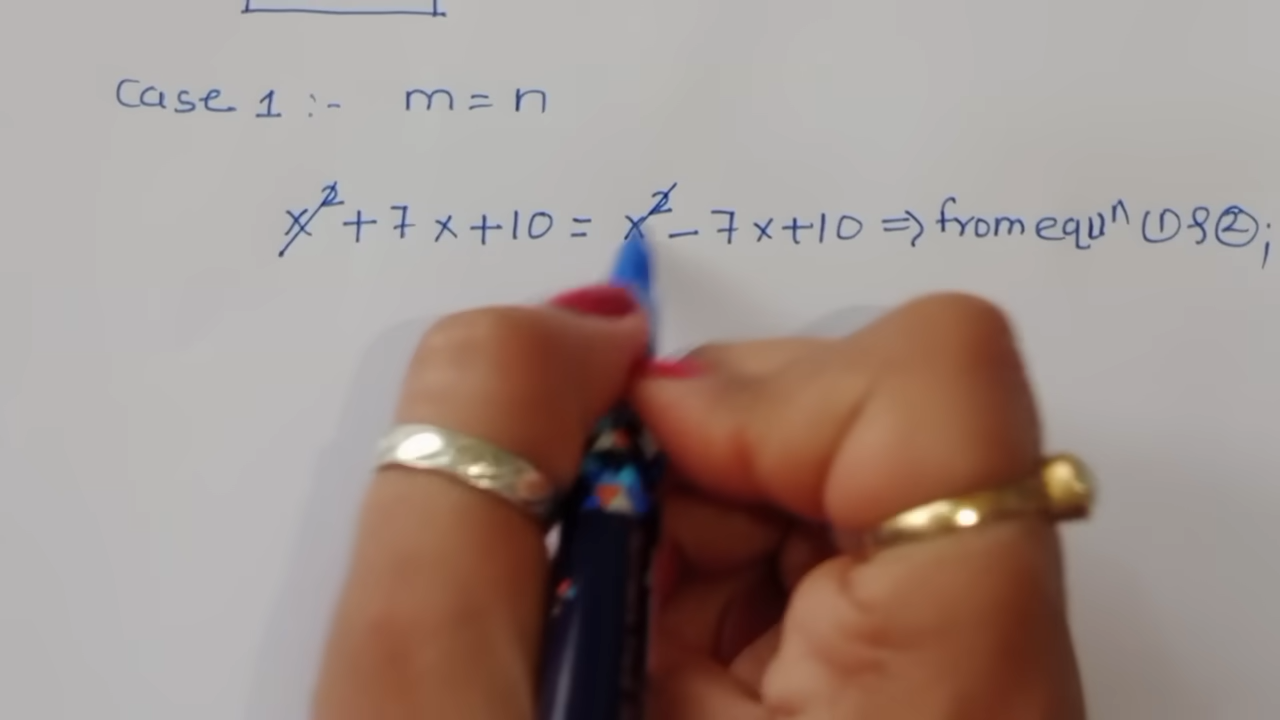 Case 1 :- m = n
x² + 7x + 10 = x² - 7x + 10 ⇒ from equⁿ ① & ②;